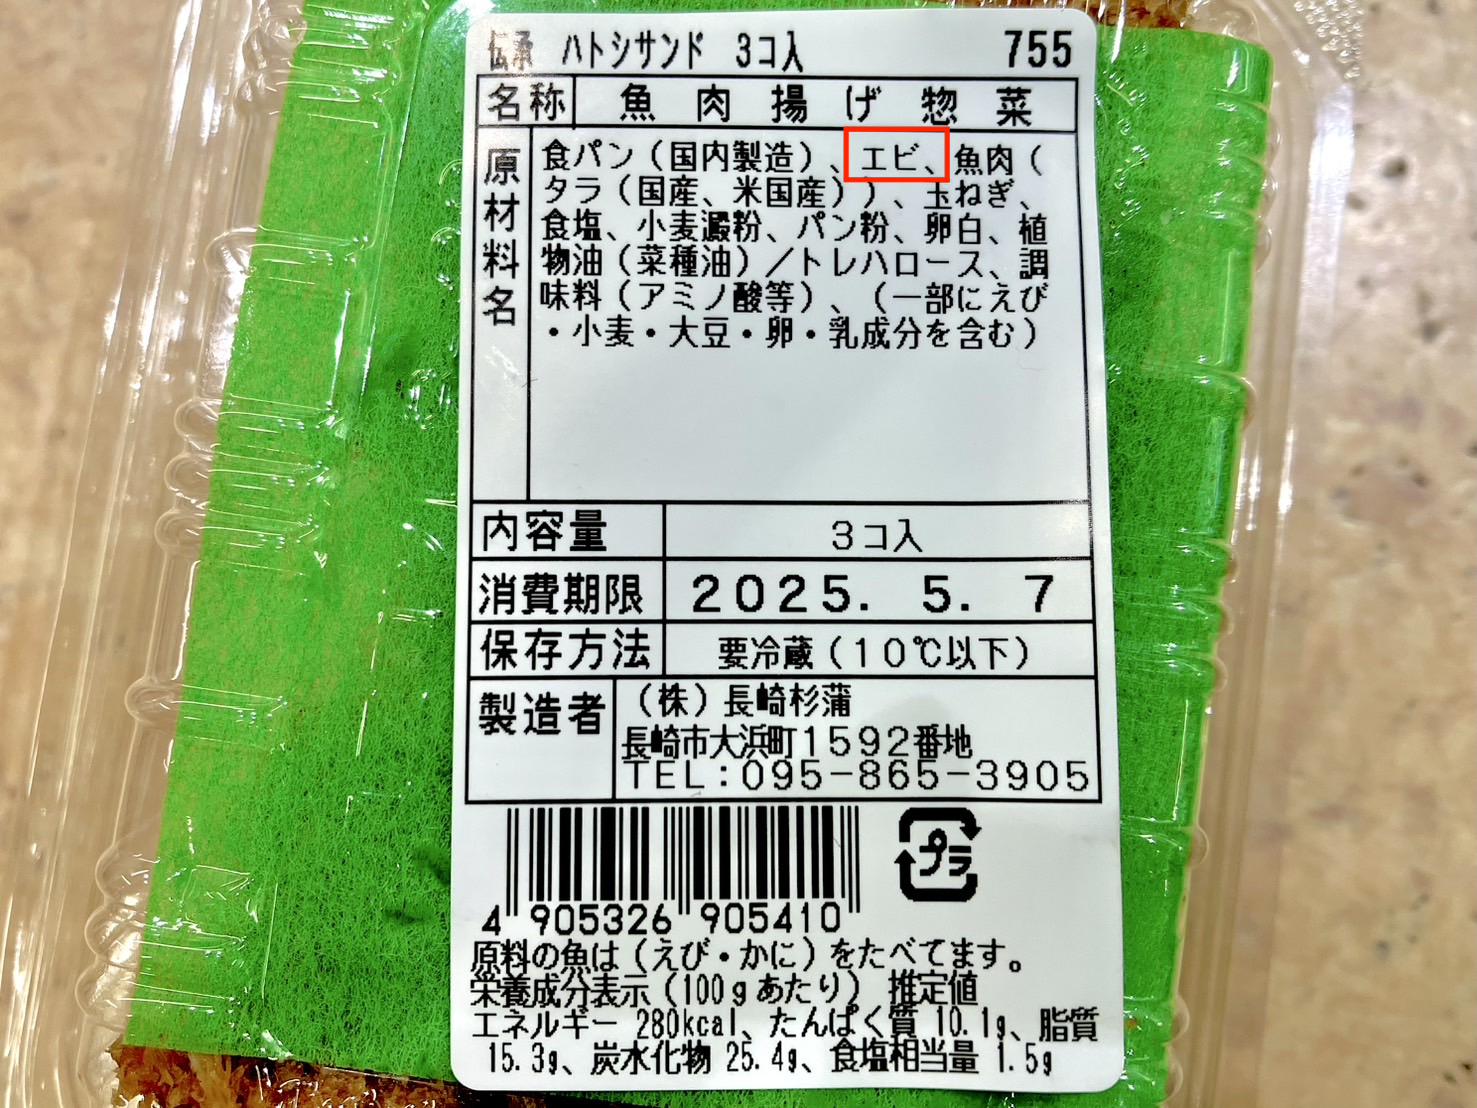 伝承 ハトシサンド 3コ入 755
名称 魚肉揚げ惣菜
原材料名
食パン（国内製造）、エビ、魚肉（
タラ（国産、米国産））、玉ねぎ、
食塩、小麦澱粉、パン粉、卵白、植
物油（菜種油）／トレハロース、調
味料（アミノ酸等）、（一部にえび
・小麦・大豆・卵・乳成分を含む）
内容量 3コ入
消費期限 2025. 5. 7
保存方法 要冷蔵（10℃以下）
製造者 （株）長崎杉蒲
長崎市大浜町1592番地
TEL：095-865-3905
プラ
4 905326 905410
原料の魚は（えび・かに）をたべてます。
栄養成分表示（100gあたり） 推定値
エネルギー 280kcal、たんぱく質 10.1g、脂質
15.3g、炭水化物 25.4g、食塩相当量 1.5g